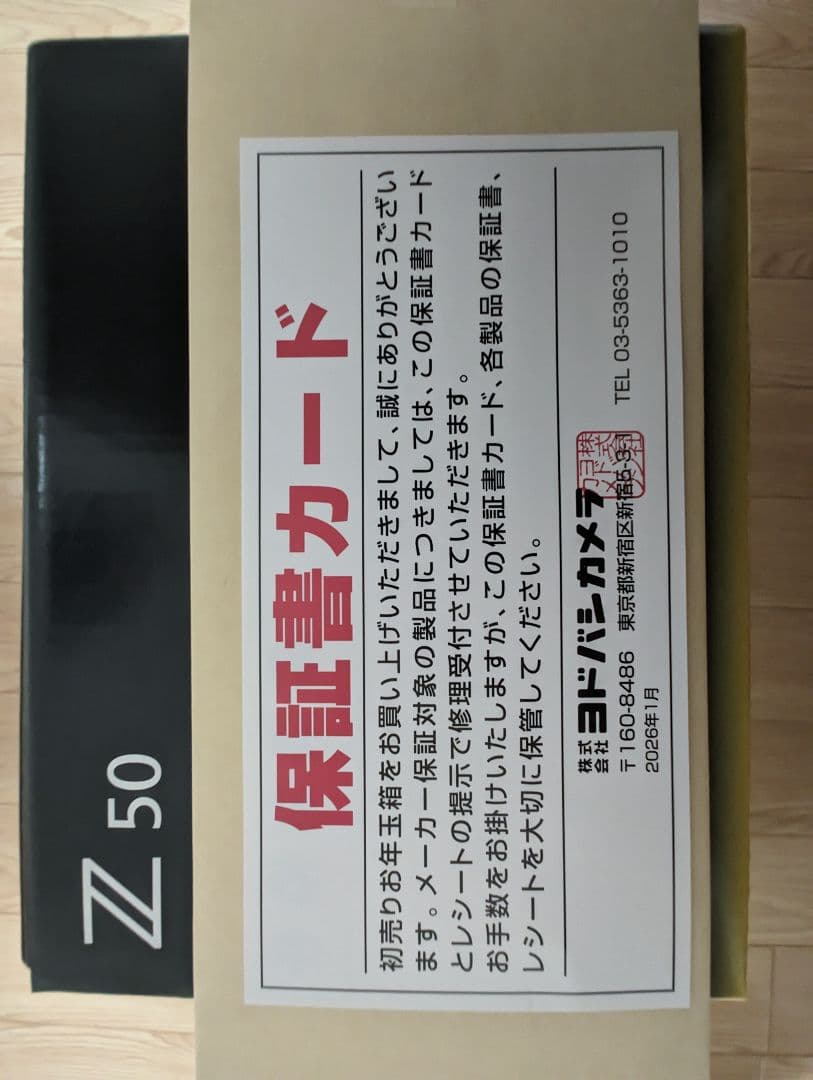 Z 50
保証書カード
初売りお年玉箱をお買い上げいただきまして、誠にありがとうござい
ます。メーカー保証対象の製品につきましては、この保証書カード
とレシートの提示で修理受付させていただきます。
お手数をお掛けいたしますが、この保証書カード、各製品の保証書、
レシートを大切に保管してください。
株式会社 ヨドバシカメラ
〒160-8486 東京都新宿区新宿5-3-1 TEL 03-5363-1010
2026年1月